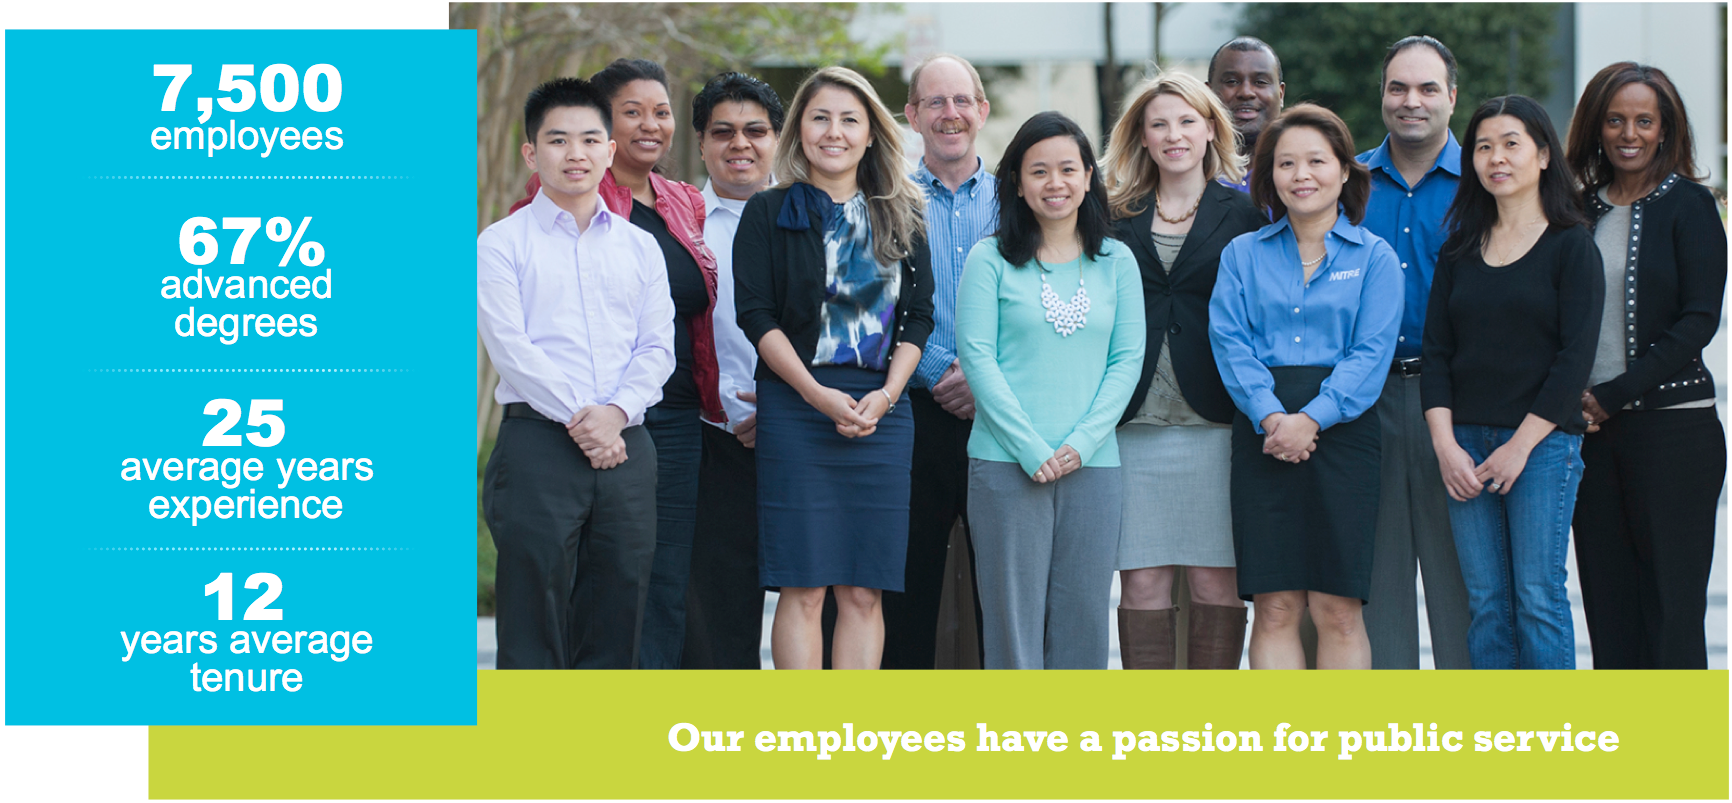 7,500
employees
67%
advanced
degrees
25
average years
experience
12
years average
tenure
MITRE
Our employees have a passion for public service